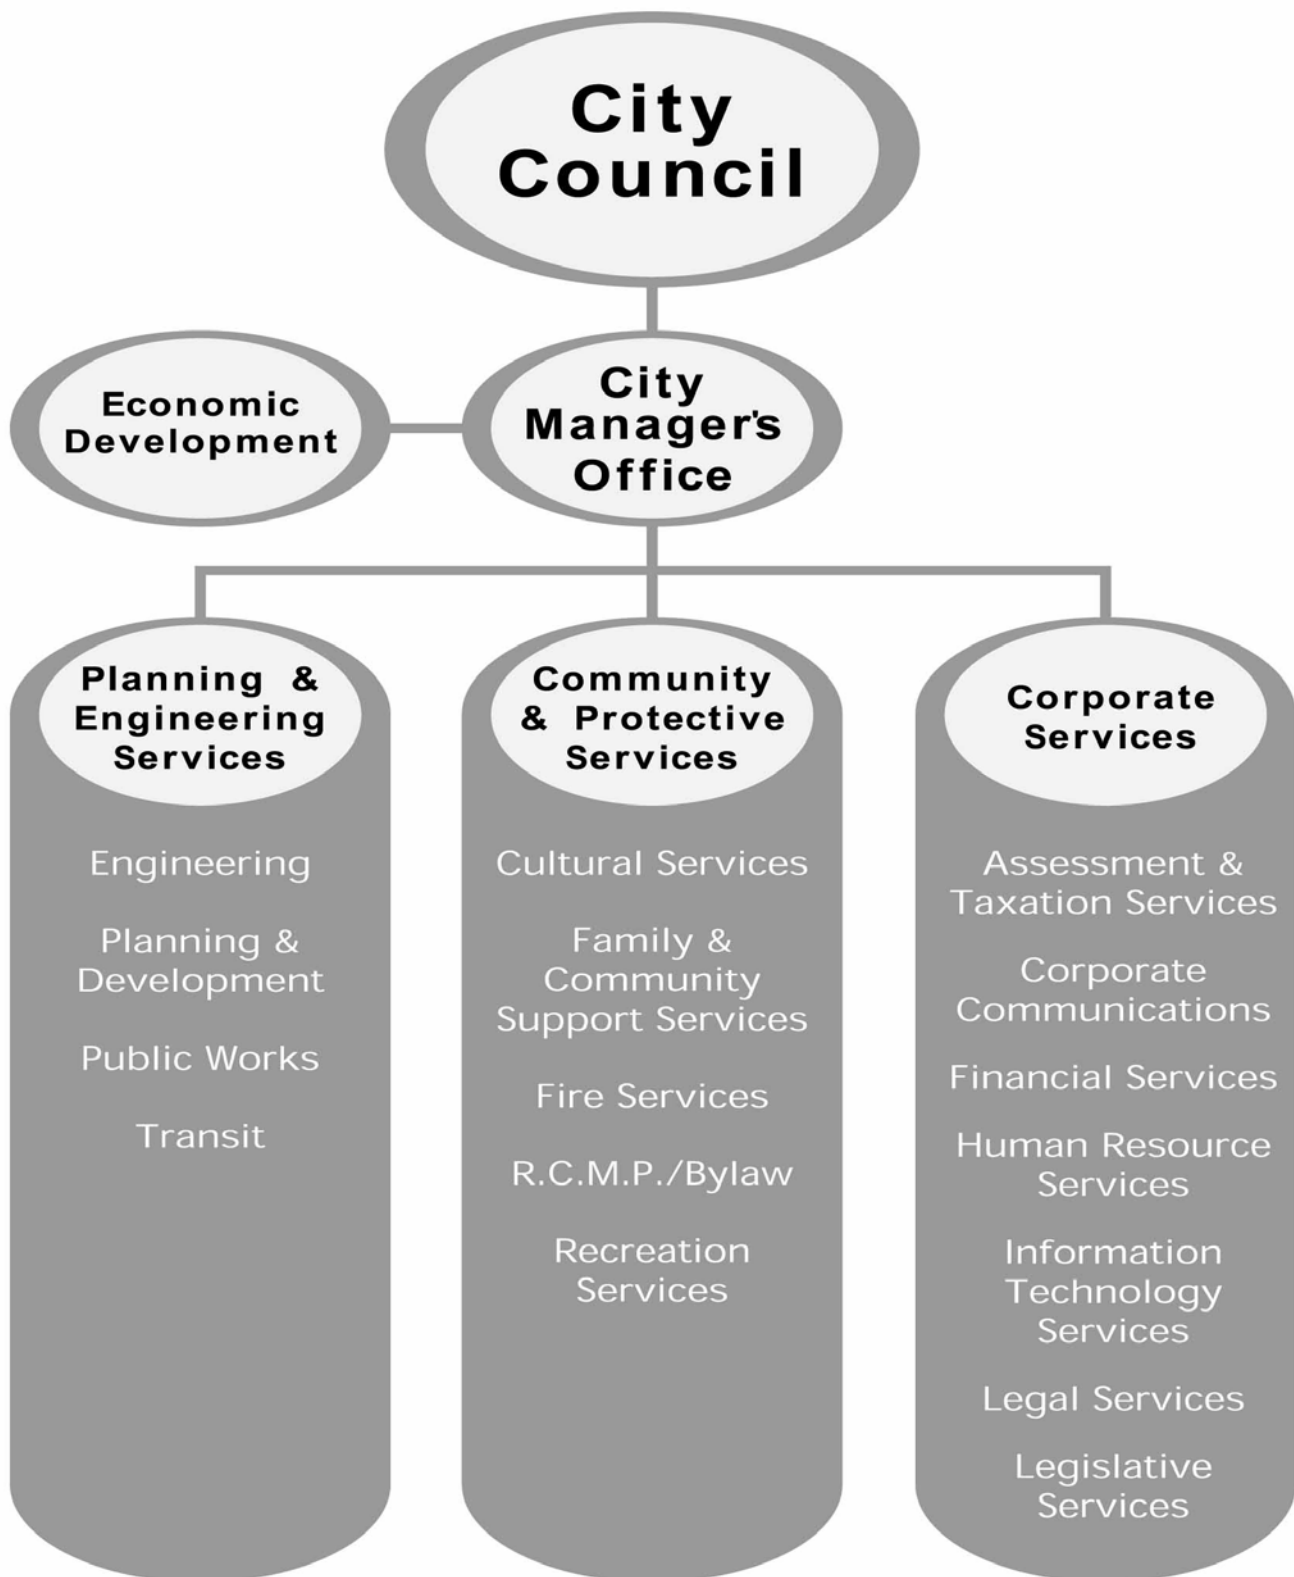 City
Council
Economic
Development
City
Manager's
Office
Planning &
Engineering
Services
Engineering
Planning &
Development
Public Works
Transit
Community
& Protective
Services
Cultural Services
Family &
Community
Support Services
Fire Services
R.C.M.P./Bylaw
Recreation
Services
Corporate
Services
Assessment &
Taxation Services
Corporate
Communications
Financial Services
Human Resource
Services
Information
Technology
Services
Legal Services
Legislative
Services